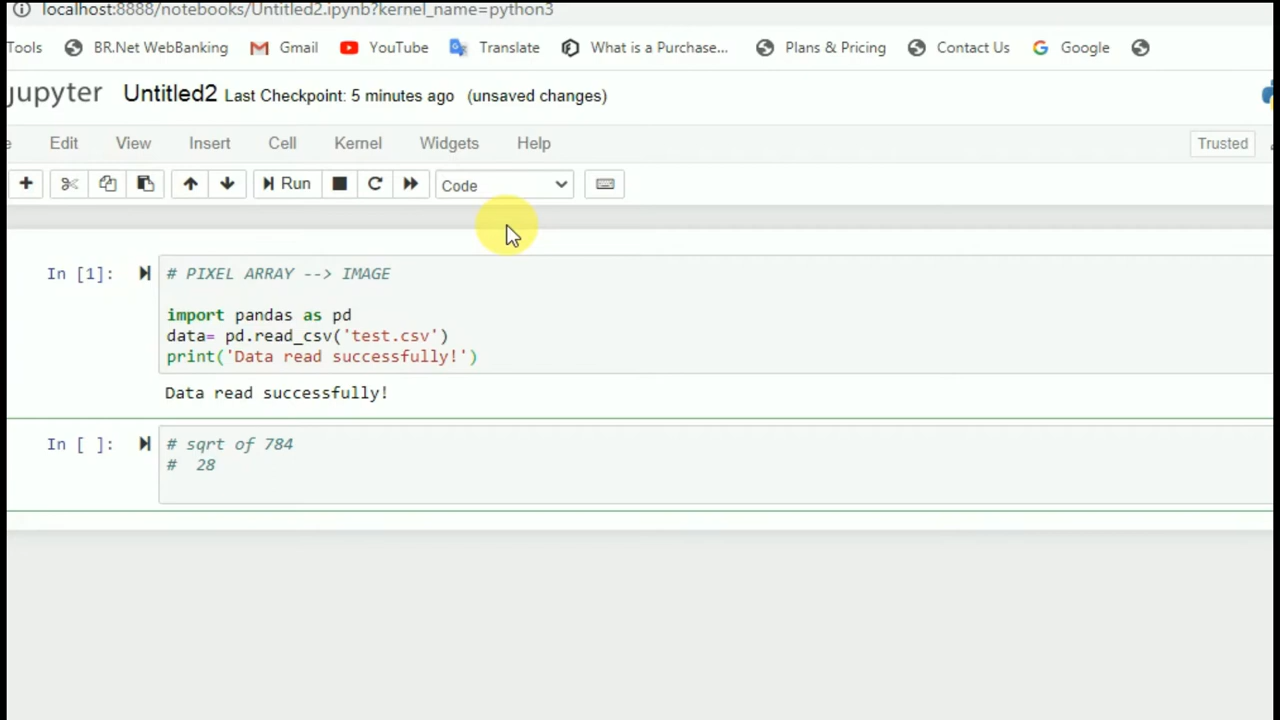 localhost:8888/notebooks/Untitled2.ipynb?kernel_name=python3
Tools BR.Net WebBanking Gmail YouTube Translate What is a Purchase... Plans & Pricing Contact Us Google
jupyter Untitled2 Last Checkpoint: 5 minutes ago (unsaved changes)
e Edit View Insert Cell Kernel Widgets Help Trusted
Run Code
In [1]: # PIXEL ARRAY --> IMAGE
import pandas as pd
data= pd.read_csv('test.csv')
print('Data read successfully!')
Data read successfully!
In [ ]: # sqrt of 784
# 28